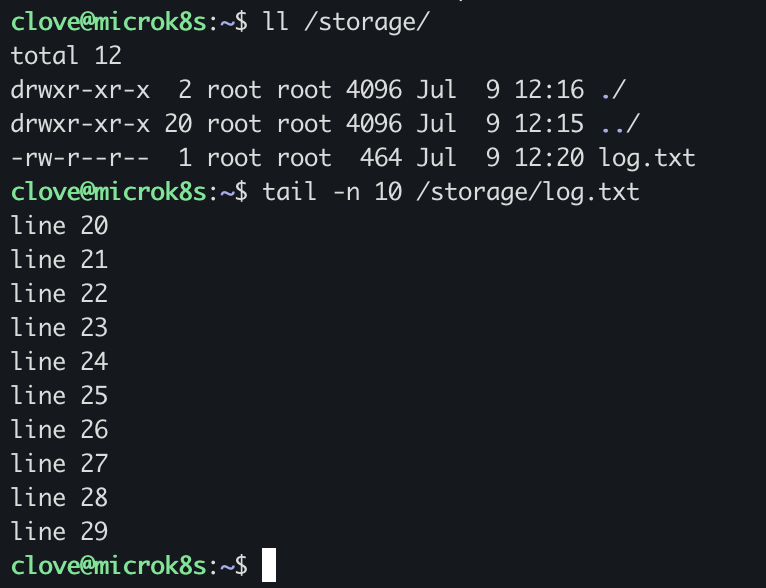 clove@microk8s:~$ ll /storage/
total 12
drwxr-xr-x  2 root root 4096 Jul  9 12:16 ./
drwxr-xr-x 20 root root 4096 Jul  9 12:15 ../
-rw-r--r--  1 root root  464 Jul  9 12:20 log.txt
clove@microk8s:~$ tail -n 10 /storage/log.txt
line 20
line 21
line 22
line 23
line 24
line 25
line 26
line 27
line 28
line 29
clove@microk8s:~$